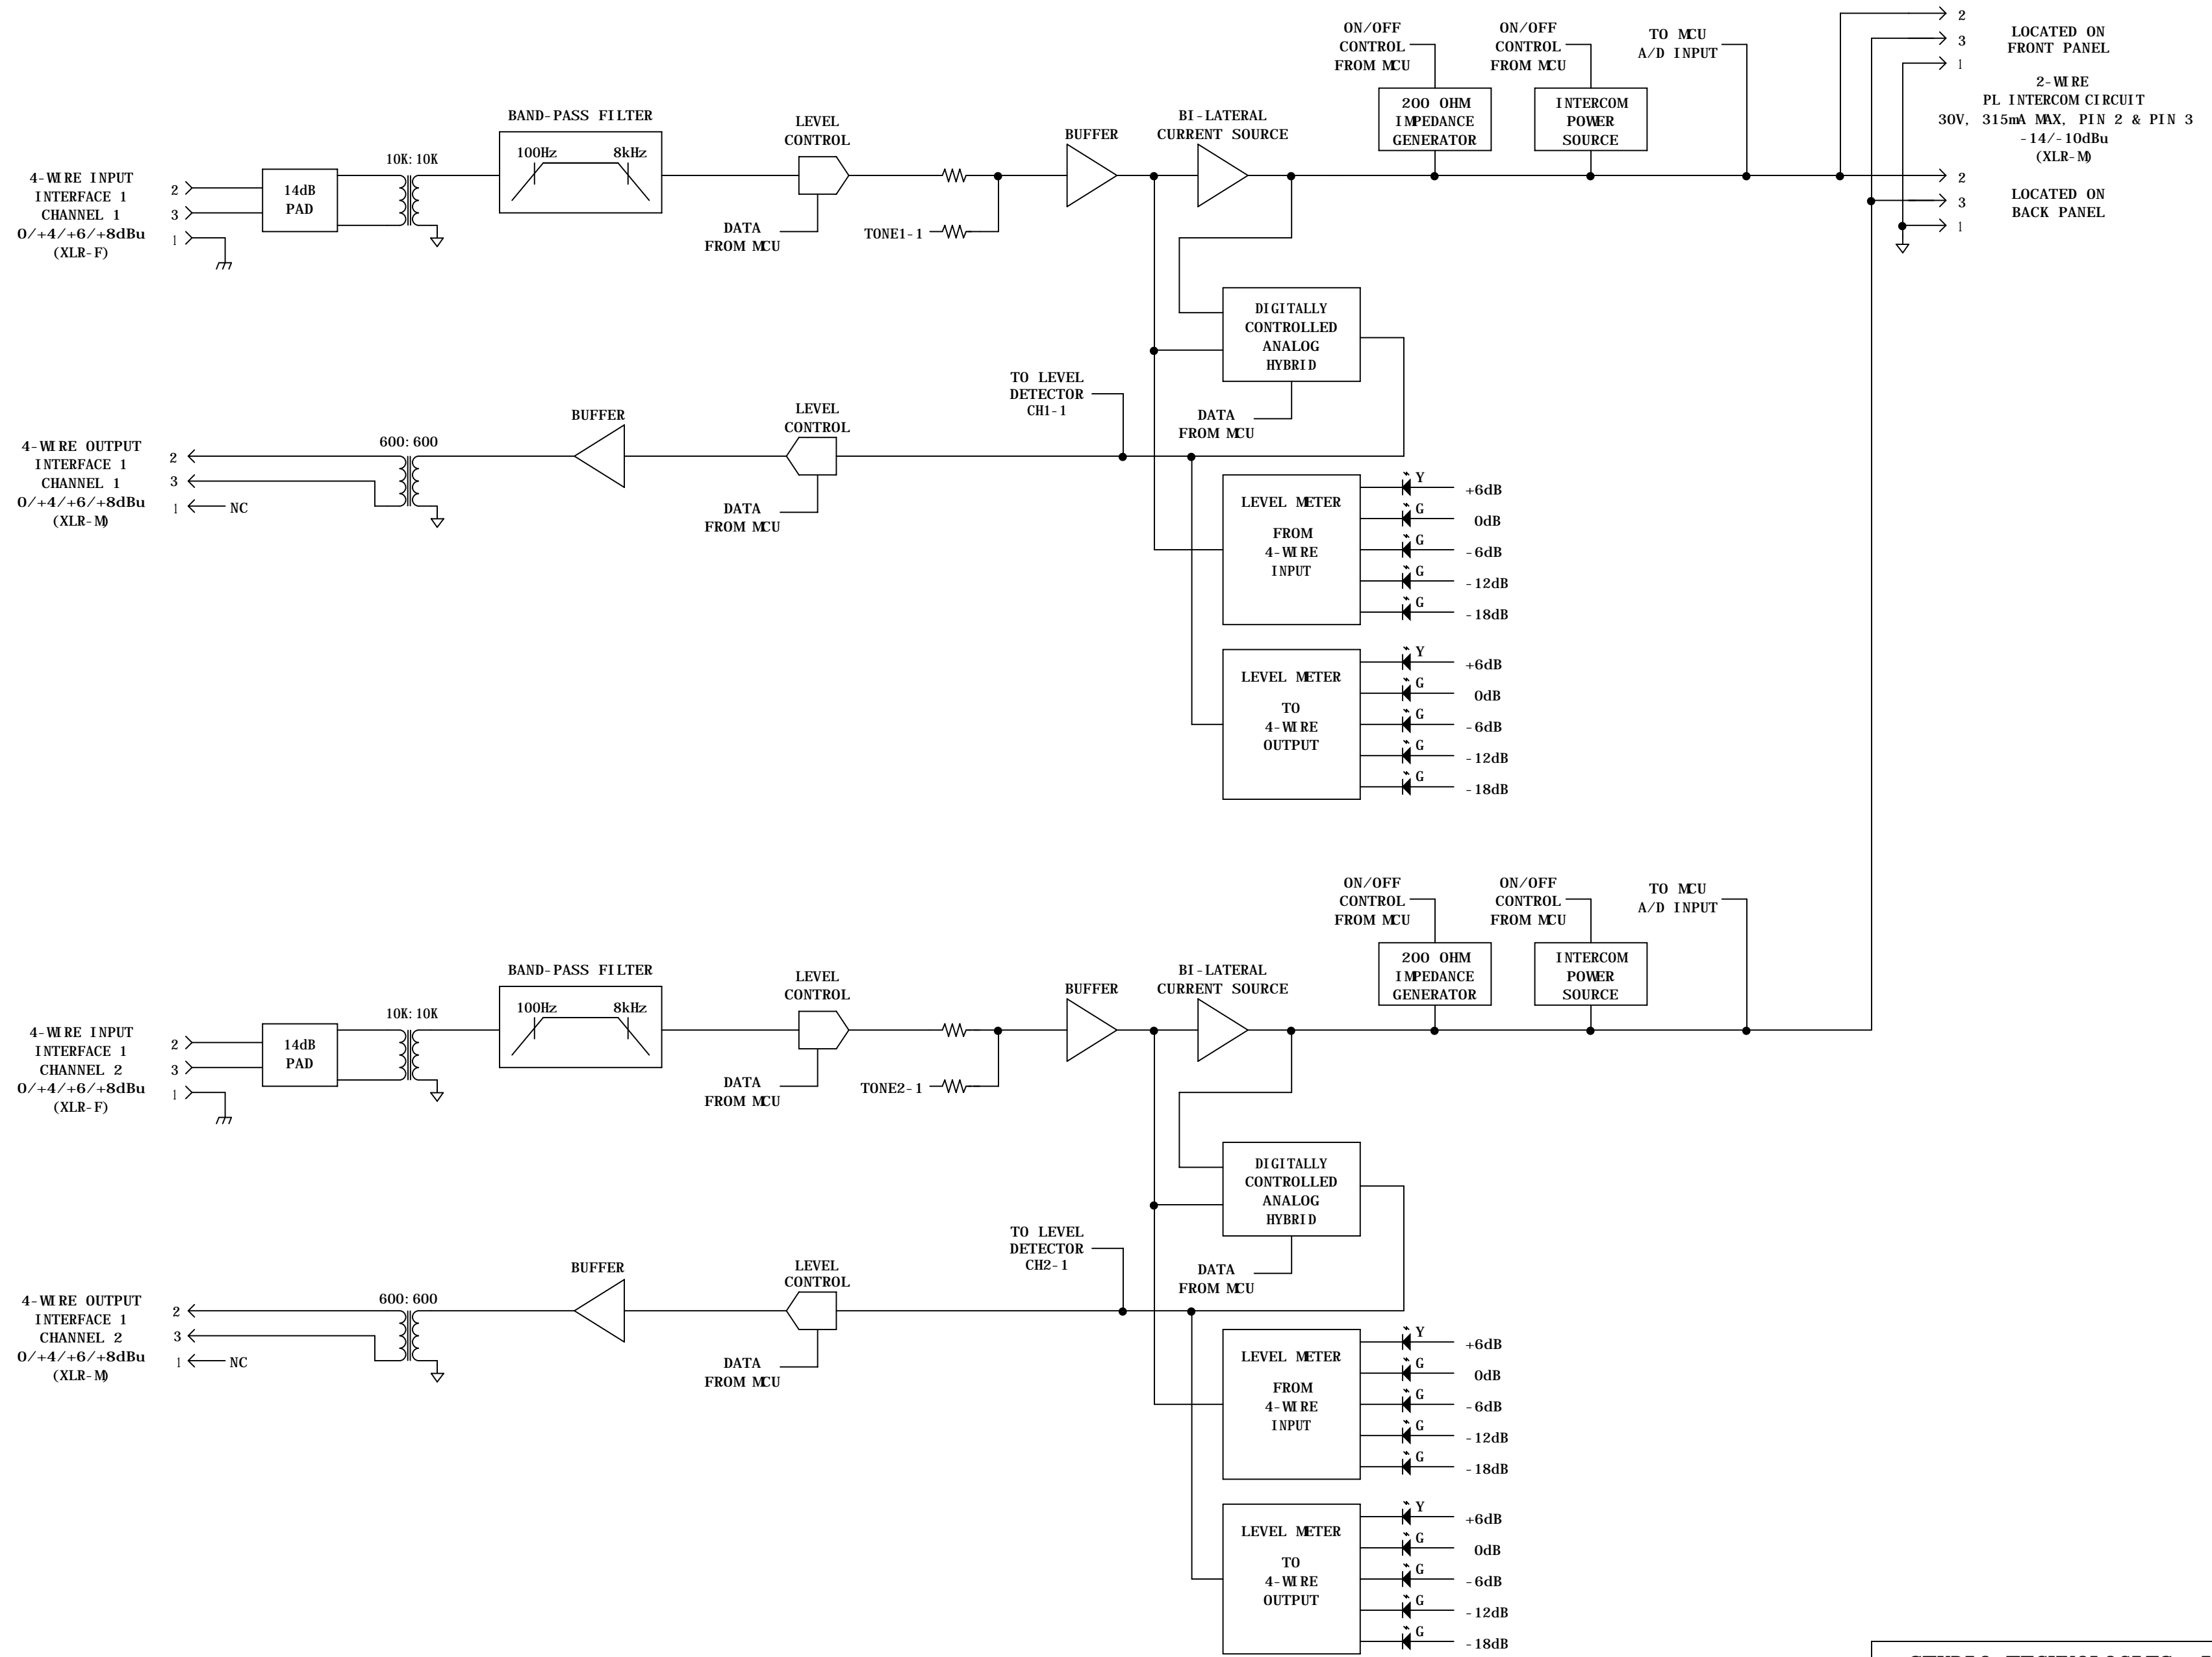 4-WIRE INPUT
INTERFACE 1
CHANNEL 1
0/+4/+6/+8dBu
(XLR-F)
2
3
1
14dB
PAD
10K:10K
BAND-PASS FILTER
100Hz
8kHz
LEVEL
CONTROL
DATA
FROM MCU
TONE1-1
BUFFER
BI-LATERAL
CURRENT SOURCE
ON/OFF
CONTROL
FROM MCU
200 OHM
IMPEDANCE
GENERATOR
ON/OFF
CONTROL
FROM MCU
INTERCOM
POWER
SOURCE
TO MCU
A/D INPUT
2
3
1
LOCATED ON
FRONT PANEL
2-WIRE
PL INTERCOM CIRCUIT
30V, 315mA MAX, PIN 2 & PIN 3
-14/-10dBu
(XLR-M)
2
3
1
LOCATED ON
BACK PANEL
DIGITALLY
CONTROLLED
ANALOG
HYBRID
DATA
FROM MCU
TO LEVEL
DETECTOR
CH1-1
4-WIRE OUTPUT
INTERFACE 1
CHANNEL 1
0/+4/+6/+8dBu
(XLR-M)
2
3
1
NC
600:600
BUFFER
LEVEL
CONTROL
DATA
FROM MCU
LEVEL METER
FROM
4-WIRE
INPUT
Y +6dB
G 0dB
G -6dB
G -12dB
G -18dB
LEVEL METER
TO
4-WIRE
OUTPUT
Y +6dB
G 0dB
G -6dB
G -12dB
G -18dB
4-WIRE INPUT
INTERFACE 1
CHANNEL 2
0/+4/+6/+8dBu
(XLR-F)
2
3
1
14dB
PAD
10K:10K
BAND-PASS FILTER
100Hz
8kHz
LEVEL
CONTROL
DATA
FROM MCU
TONE2-1
BUFFER
BI-LATERAL
CURRENT SOURCE
ON/OFF
CONTROL
FROM MCU
200 OHM
IMPEDANCE
GENERATOR
ON/OFF
CONTROL
FROM MCU
INTERCOM
POWER
SOURCE
TO MCU
A/D INPUT
DIGITALLY
CONTROLLED
ANALOG
HYBRID
DATA
FROM MCU
TO LEVEL
DETECTOR
CH2-1
4-WIRE OUTPUT
INTERFACE 1
CHANNEL 2
0/+4/+6/+8dBu
(XLR-M)
2
3
1
NC
600:600
BUFFER
LEVEL
CONTROL
DATA
FROM MCU
LEVEL METER
FROM
4-WIRE
INPUT
Y +6dB
G 0dB
G -6dB
G -12dB
G -18dB
LEVEL METER
TO
4-WIRE
OUTPUT
Y +6dB
G 0dB
G -6dB
G -12dB
G -18dB